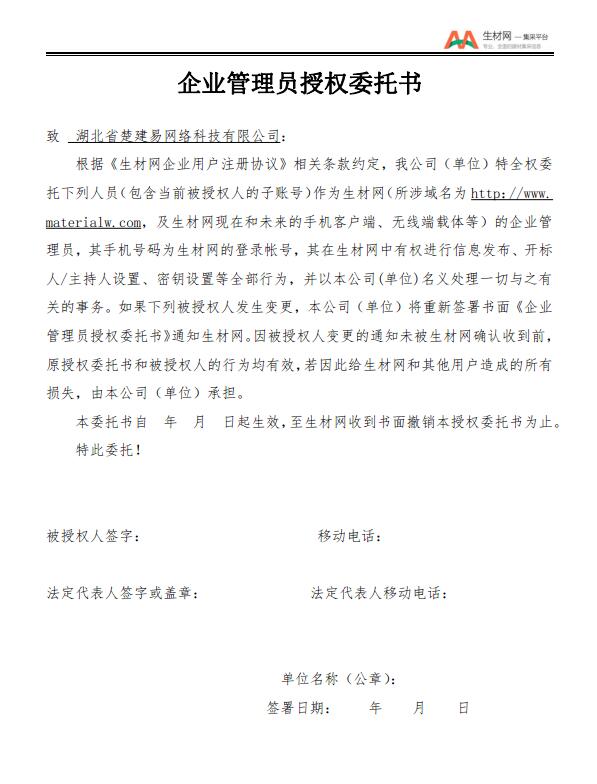 生材网 —集采平台
专业、全面的建材集采信息
企业管理员授权委托书
致 湖北省楚建易网络科技有限公司：
根据《生材网企业用户注册协议》相关条款约定，我公司（单位）特全权委
托下列人员（包含当前被授权人的子账号）作为生材网（所涉域名为 http://www.
materialw.com，及生材网现在和未来的手机客户端、无线端载体等）的企业管
理员，其手机号码为生材网的登录帐号，其在生材网中有权进行信息发布、开标
人/主持人设置、密钥设置等全部行为，并以本公司(单位)名义处理一切与之有
关的事务。如果下列被授权人发生变更，本公司（单位）将重新签署书面《企业
管理员授权委托书》通知生材网。因被授权人变更的通知未被生材网确认收到前，
原授权委托书和被授权人的行为均有效，若因此给生材网和其他用户造成的所有
损失，由本公司（单位）承担。
本委托书自 年 月 日起生效，至生材网收到书面撤销本授权委托书为止。
特此委托！
被授权人签字： 移动电话：
法定代表人签字或盖章： 法定代表人移动电话：
单位名称（公章）：
签署日期： 年 月 日